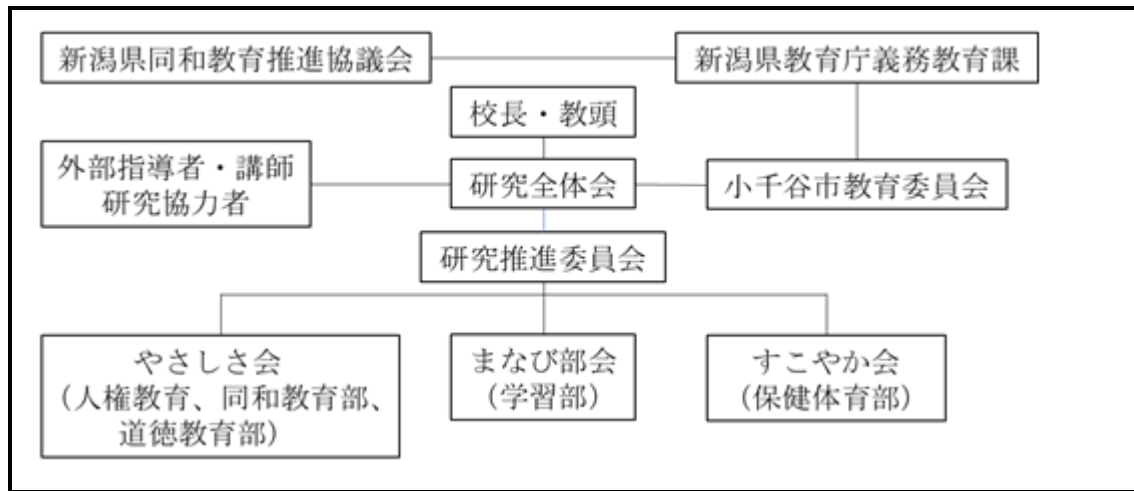 新潟県同和教育推進協議会
新潟県教育庁義務教育課
校長・教頭
外部指導者・講師
研究協力者
研究全体会
小千谷市教育委員会
研究推進委員会
やさしさ会
（人権教育、同和教育部、
道徳教育部）
まなび部会
（学習部）
すこやか会
（保健体育部）